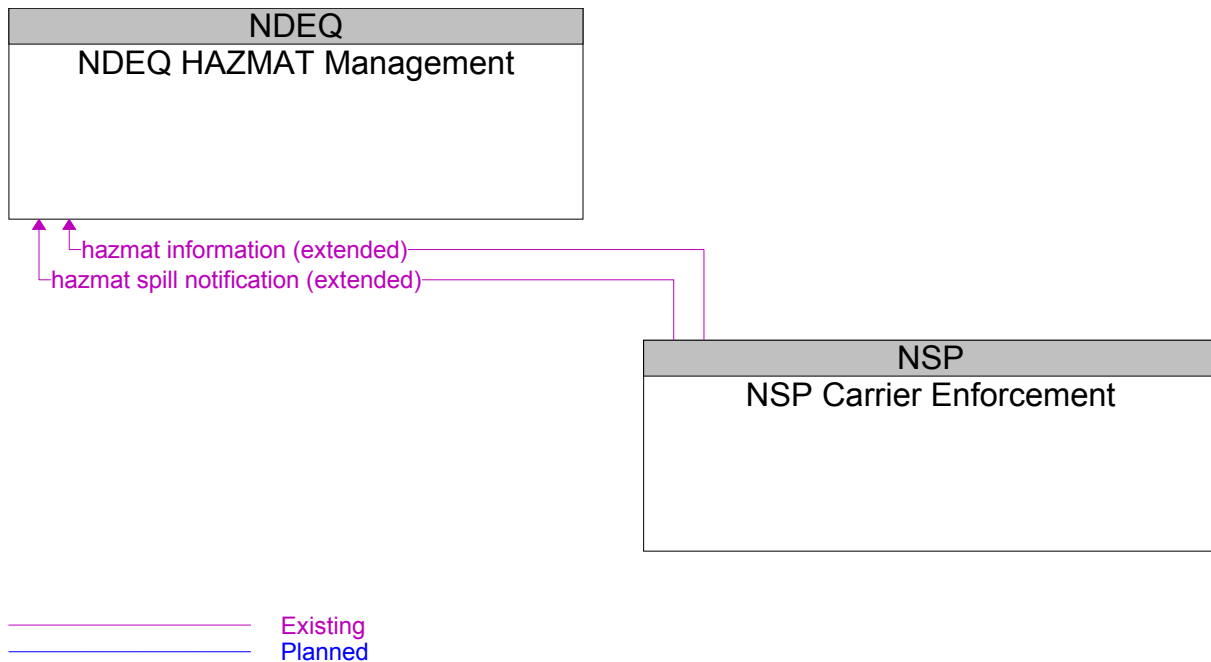 NDEQ
NDEQ HAZMAT Management
hazmat information (extended)
hazmat spill notification (extended)
NSP
NSP Carrier Enforcement
Existing
Planned